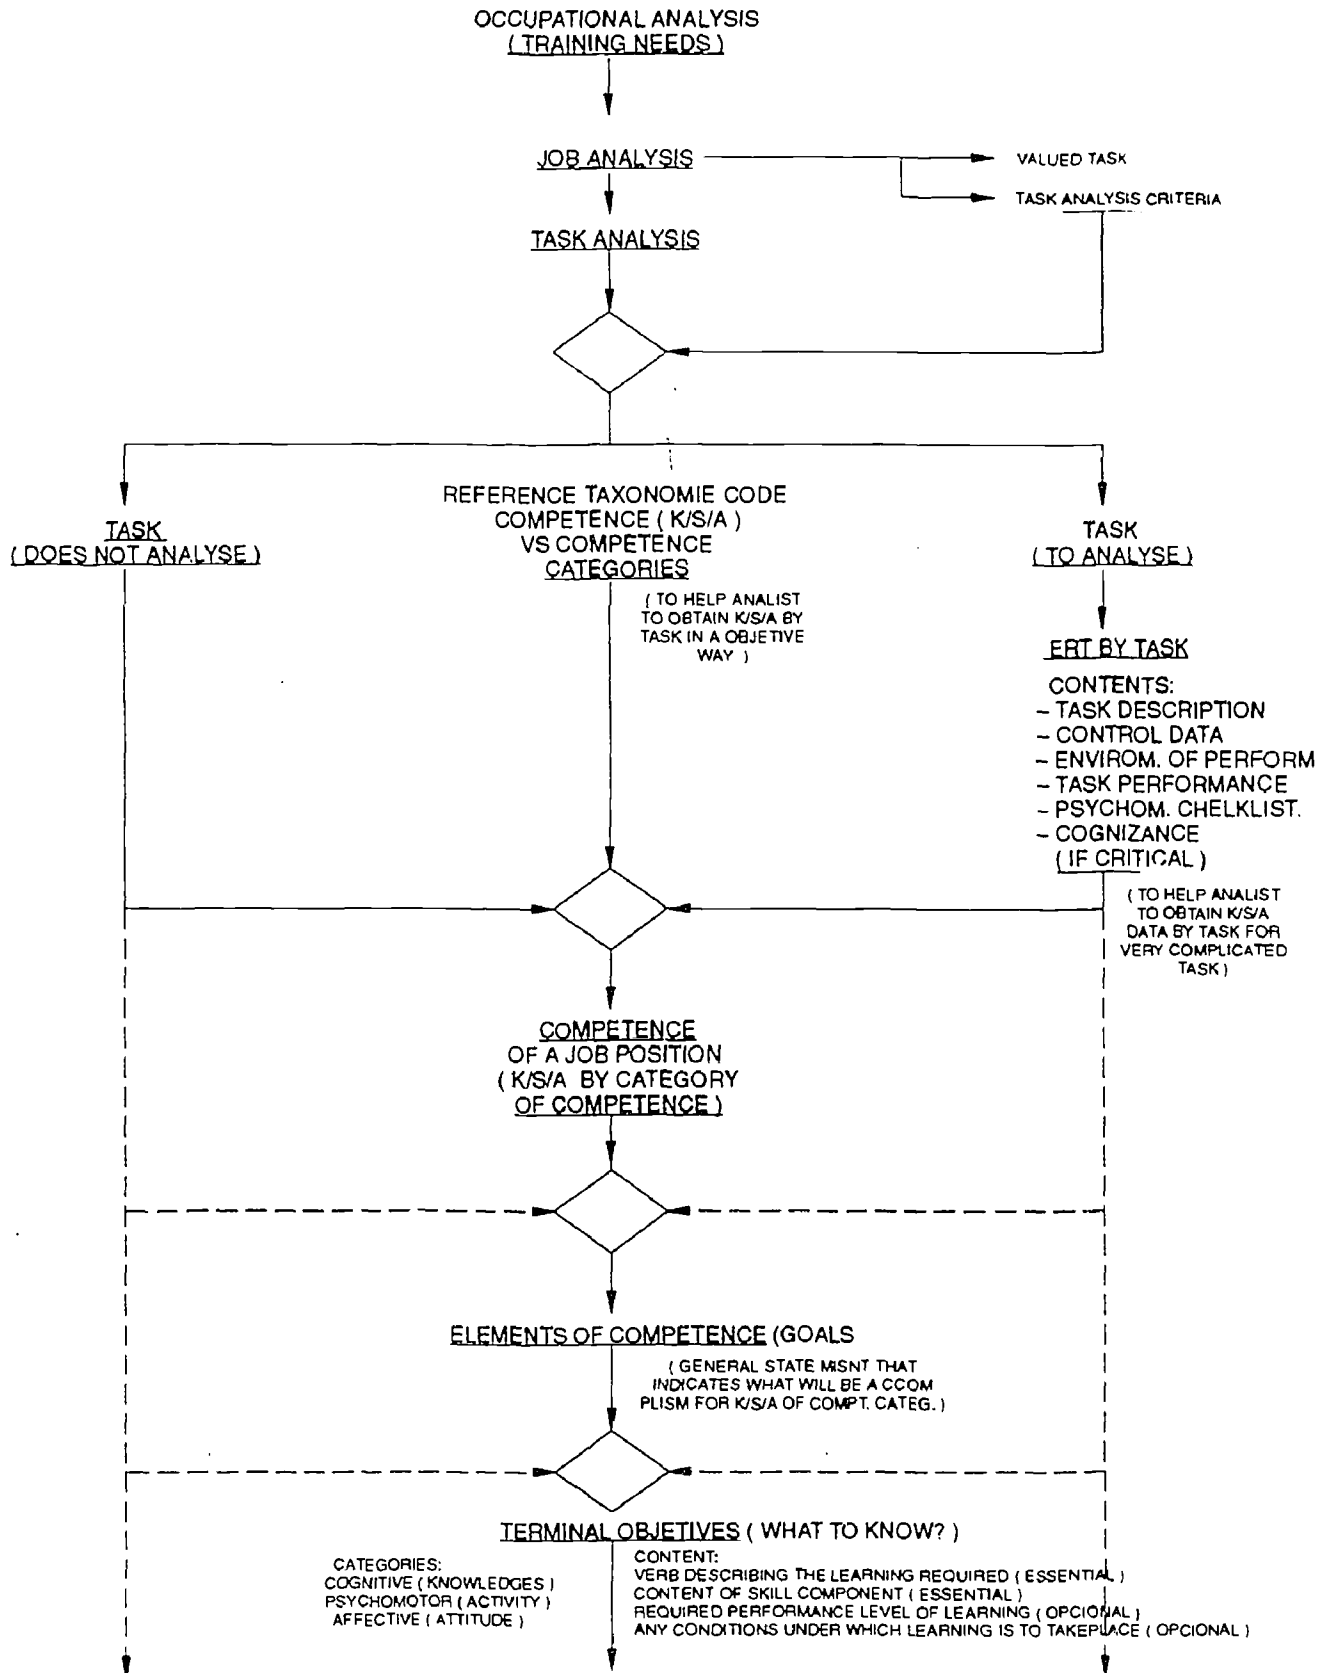 OCCUPATIONAL ANALYSIS
( TRAINING NEEDS )
JOB ANALYSIS
VALUED TASK
TASK ANALYSIS CRITERIA
TASK ANALYSIS
TASK
( DOES NOT ANALYSE )
REFERENCE TAXONOMIE CODE
COMPETENCE ( K/S/A )
VS COMPETENCE
CATEGORIES
( TO HELP ANALIST
TO OBTAIN K/S/A BY
TASK IN A OBJETIVE
WAY )
TASK
( TO ANALYSE )
ERT BY TASK
CONTENTS:
- TASK DESCRIPTION
- CONTROL DATA
- ENVIROM. OF PERFORM
- TASK PERFORMANCE
- PSYCHOM. CHELKLIST.
- COGNIZANCE
( IF CRITICAL )
( TO HELP ANALIST
TO OBTAIN K/S/A
DATA BY TASK FOR
VERY COMPLICATED
TASK )
COMPETENCE
OF A JOB POSITION
( K/S/A BY CATEGORY
OF COMPETENCE )
ELEMENTS OF COMPETENCE (GOALS
( GENERAL STATE MISNT THAT
INDICATES WHAT WILL BE A CCOM
PLISM FOR K/S/A OF COMPT. CATEG. )
TERMINAL OBJETIVES ( WHAT TO KNOW? )
CATEGORIES:
COGNITIVE ( KNOWLEDGES )
PSYCHOMOTOR ( ACTIVITY )
AFFECTIVE ( ATTITUDE )
CONTENT:
VERB DESCRIBING THE LEARNING REQUIRED ( ESSENTIAL )
CONTENT OF SKILL COMPONENT ( ESSENTIAL )
REQUIRED PERFORMANCE LEVEL OF LEARNING ( OPCIONAL )
ANY CONDITIONS UNDER WHICH LEARNING IS TO TAKEPLACE ( OPCIONAL )